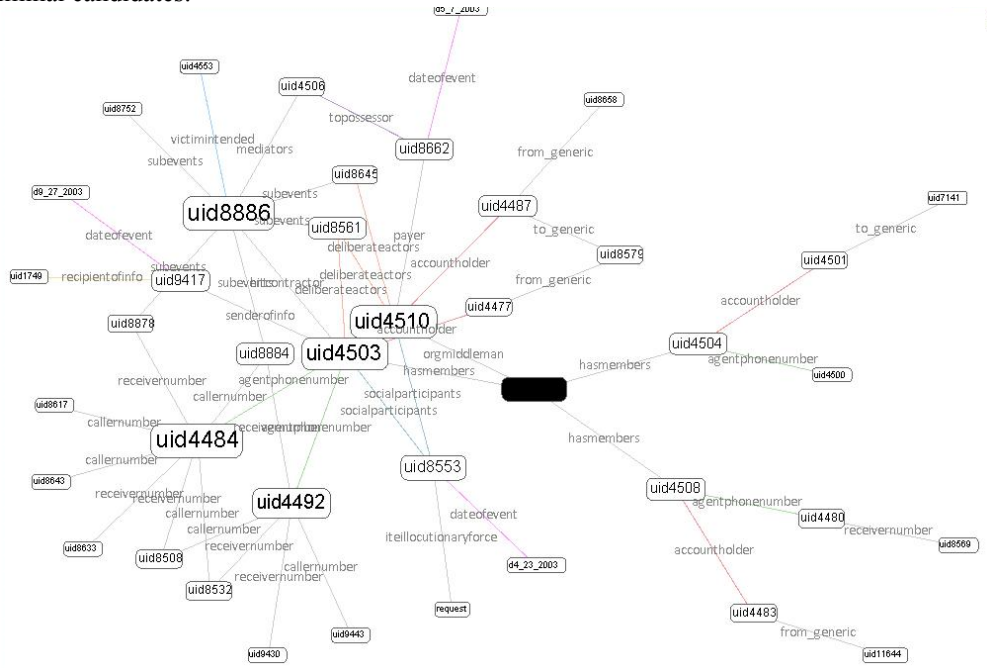 d5_7_2003
uid4553
uid4506
dateofevent
uid8658
uid8752
topossessor
victimintended
mediators
uid8662
from_generic
subevents
uid8645
d9_27_2003
subevents
uid4487
uid7141
uid8886
subevents
uid8561
to_generic
to_generic
dateofevent
payer
deliberateactors
uid8579
uid4501
subevents
accountholder
uid1749
recipientofinfo
uid9417
deliberateactors
from_generic
subevents
hitcontractor
deliberateactors
accountholder
uid4477
senderofinfo
uid4510
uid8878
accountholder
uid4504
uid8884
uid4503
orgmiddleman
hasmembers
agentphonenumber
hasmembers
uid4500
receivernumber
agentphonenumber
callernumber
socialparticipants
uid8617
socialparticipants
callernumber
receivernumber
agentphonenumber
hasmembers
uid4484
callernumber
uid8553
uid8643
uid4508
receivernumber
receivernumber
uid4492
agentphonenumber
callernumber
dateofevent
uid4480
callernumber
receivernumber
iteillocutionaryforce
uid8633
receivernumber
uid8569
uid8508
accountholder
callernumber
d4_23_2003
receivernumber
uid8532
request
uid4483
uid9443
from_generic
uid9430
uid11644